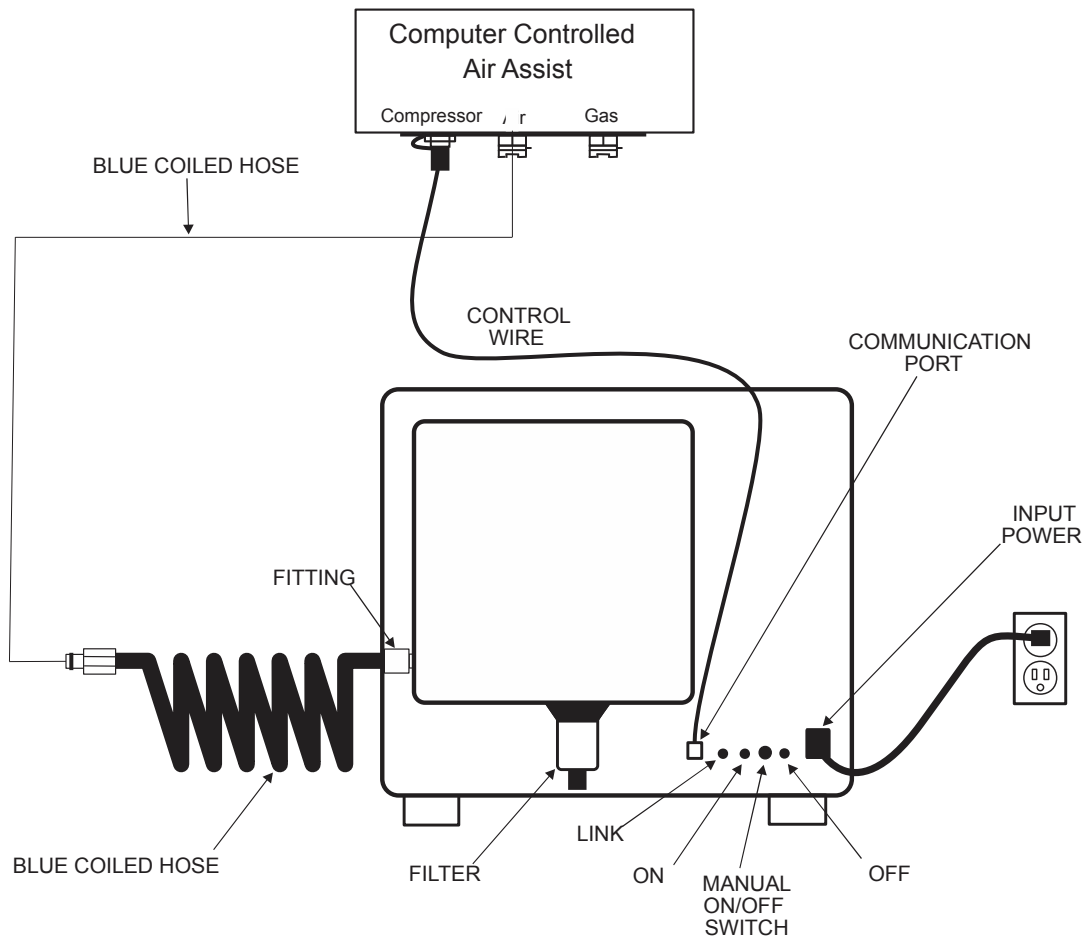 Computer Controlled
Air Assist
Compressor
Gas
BLUE COILED HOSE
CONTROL
WIRE
COMMUNICATION
PORT
INPUT
POWER
FITTING
LINK
BLUE COILED HOSE
FILTER
ON
MANUAL
ON/OFF
SWITCH
OFF